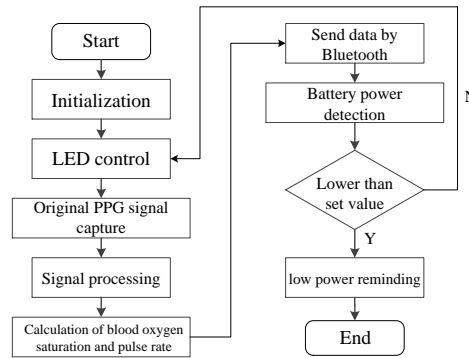 Start
Initialization
LED control
Original PPG signal
capture
Signal processing
Calculation of blood oxygen
saturation and pulse rate
Send data by
Bluetooth
Battery power
detection
Lower than
set value
N
Y
low power reminding
End